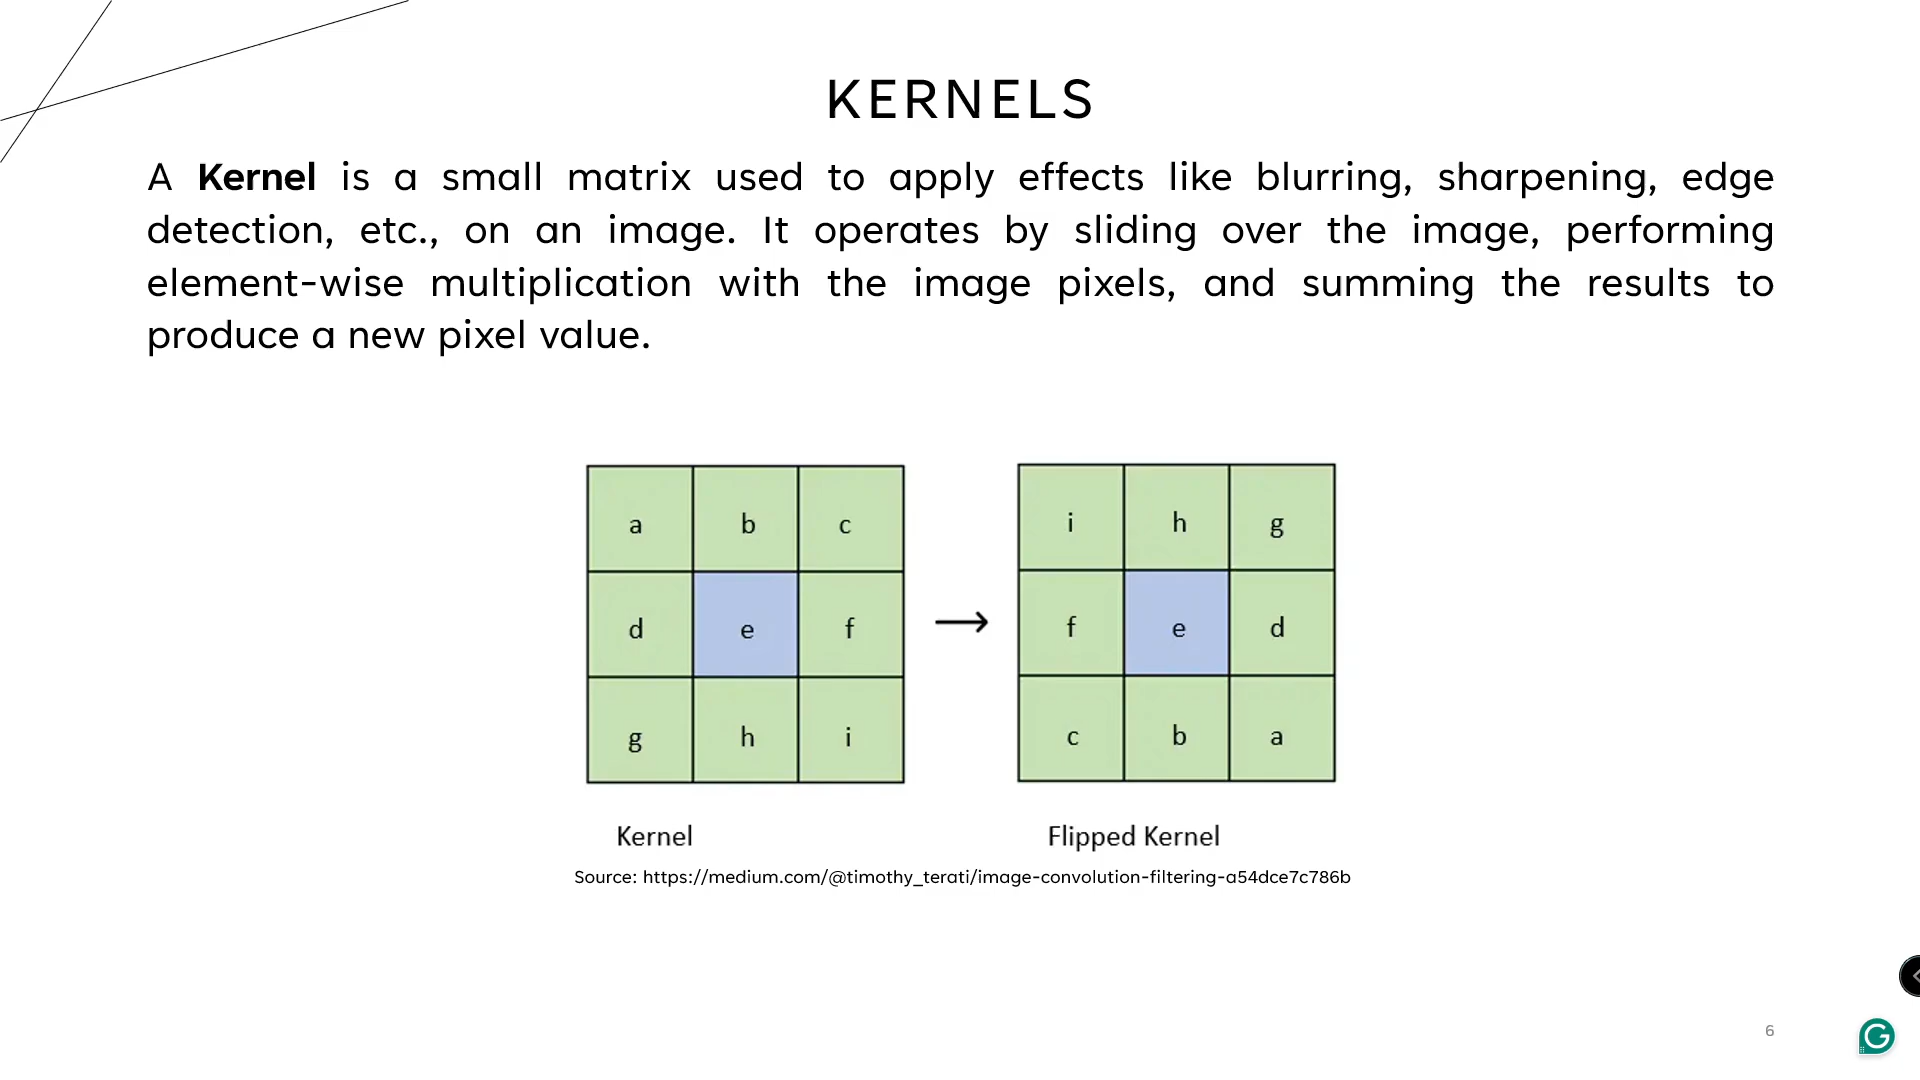 KERNELS
A Kernel is a small matrix used to apply effects like blurring, sharpening, edge
detection, etc., on an image. It operates by sliding over the image, performing
element-wise multiplication with the image pixels, and summing the results to
produce a new pixel value.
a b c
d e f
g h i
Kernel
i h g
f e d
c b a
Flipped Kernel
Source: https://medium.com/@timothy_terati/image-convolution-filtering-a54dce7c786b
6
G